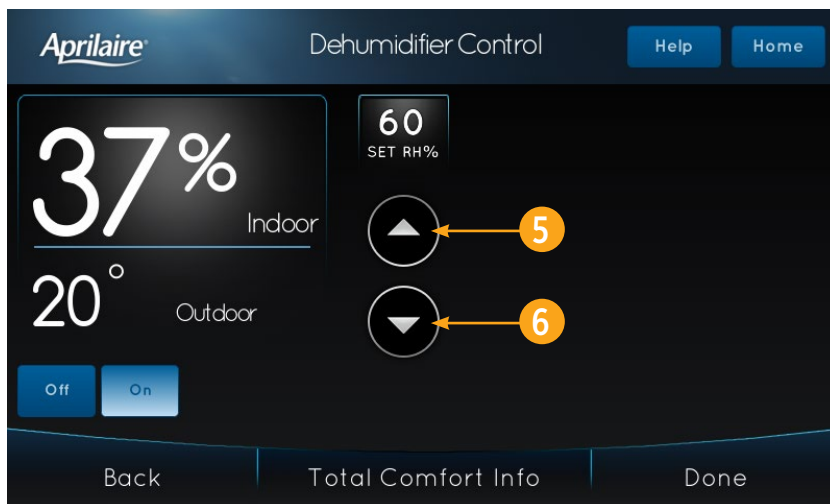 Aprilaire®
Dehumidifier Control
Help
Home
37%
Indoor
20°
Outdoor
60
SET RH%
5
6
Off
On
Back
Total Comfort Info
Done